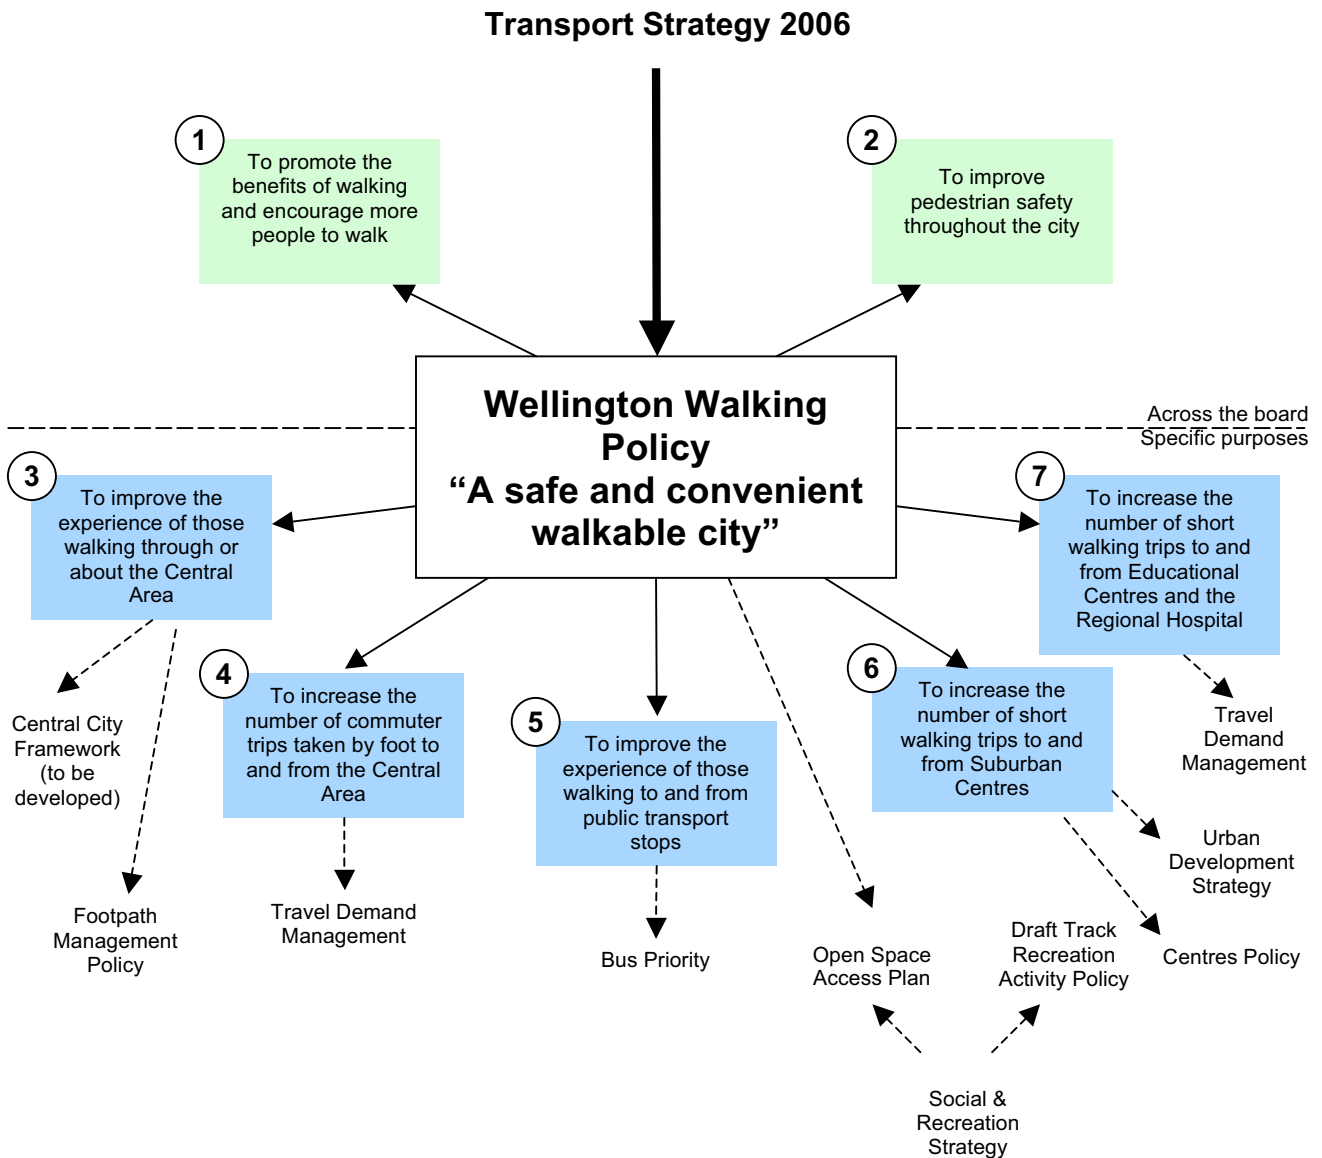 Transport Strategy 2006
1
To promote the
benefits of walking
and encourage more
people to walk
2
To improve
pedestrian safety
throughout the city
Wellington Walking
Policy
“A safe and convenient
walkable city”
Across the board
Specific purposes
3
To improve the
experience of those
walking through or
about the Central
Area
7
To increase the
number of short
walking trips to and
from Educational
Centres and the
Regional Hospital
4
To increase the
number of commuter
trips taken by foot to
and from the Central
Area
5
To improve the
experience of those
walking to and from
public transport
stops
6
To increase the
number of short
walking trips to and
from Suburban
Centres
Central City
Framework
(to be
developed)
Travel
Demand
Management
Urban
Development
Strategy
Footpath
Management
Policy
Travel Demand
Management
Bus Priority
Open Space
Access Plan
Draft Track
Recreation
Activity Policy
Centres Policy
Social &
Recreation
Strategy